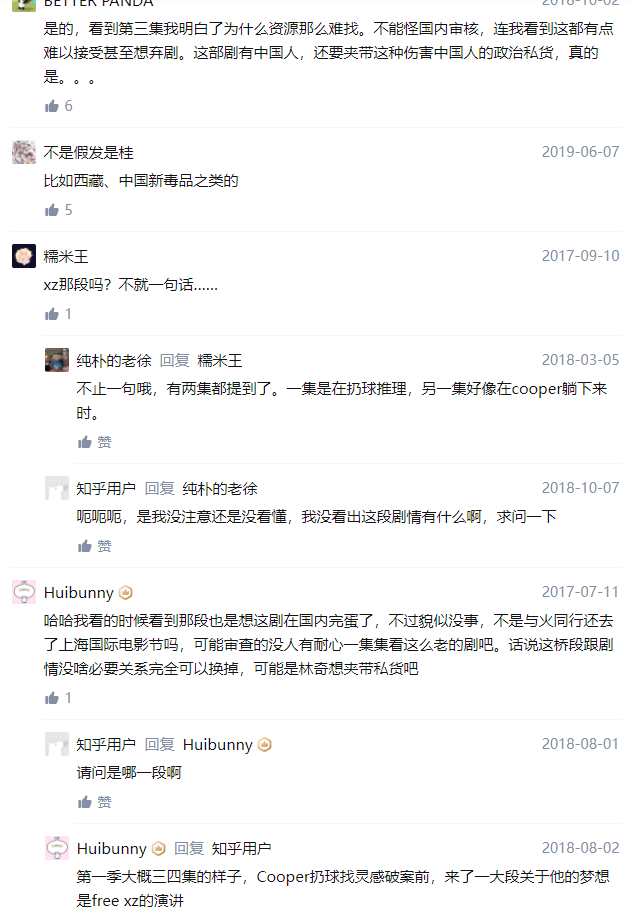 BETTER PANDA 2018-10-02
是的，看到第三集我明白了为什么资源那么难找。不能怪国内审核，连我看到这都有点
难以接受甚至想弃剧。这部剧有中国人，还要夹带这种伤害中国人的政治私货，真的
是。。。
6
不是假发是桂 2019-06-07
比如西藏、中国新毒品之类的
5
糯米王 2017-09-10
xz那段吗？不就一句话......
1
纯朴的老徐 回复 糯米王 2018-03-05
不止一句哦，有两集都提到了。一集是在扔球推理，另一集好像在cooper躺下来
时。
赞
知乎用户 回复 纯朴的老徐 2018-10-07
呃呃呃，是我没注意还是没看懂，我没看出这段剧情有什么啊，求问一下
赞
Huibunny 2017-07-11
哈哈我看的时候看到那段也是想这剧在国内完蛋了，不过貌似没事，不是与火同行还去
了上海国际电影节吗，可能审查的没人有耐心一集集看这么老的剧吧。话说这桥段跟剧
情没啥必要关系完全可以换掉，可能是林奇想夹带私货吧
1
知乎用户 回复 Huibunny 2018-08-01
请问是哪一段啊
赞
Huibunny 回复 知乎用户 2018-08-02
第一季大概三四集的样子，Cooper扔球找灵感破案前，来了一大段关于他的梦想
是free xz的演讲